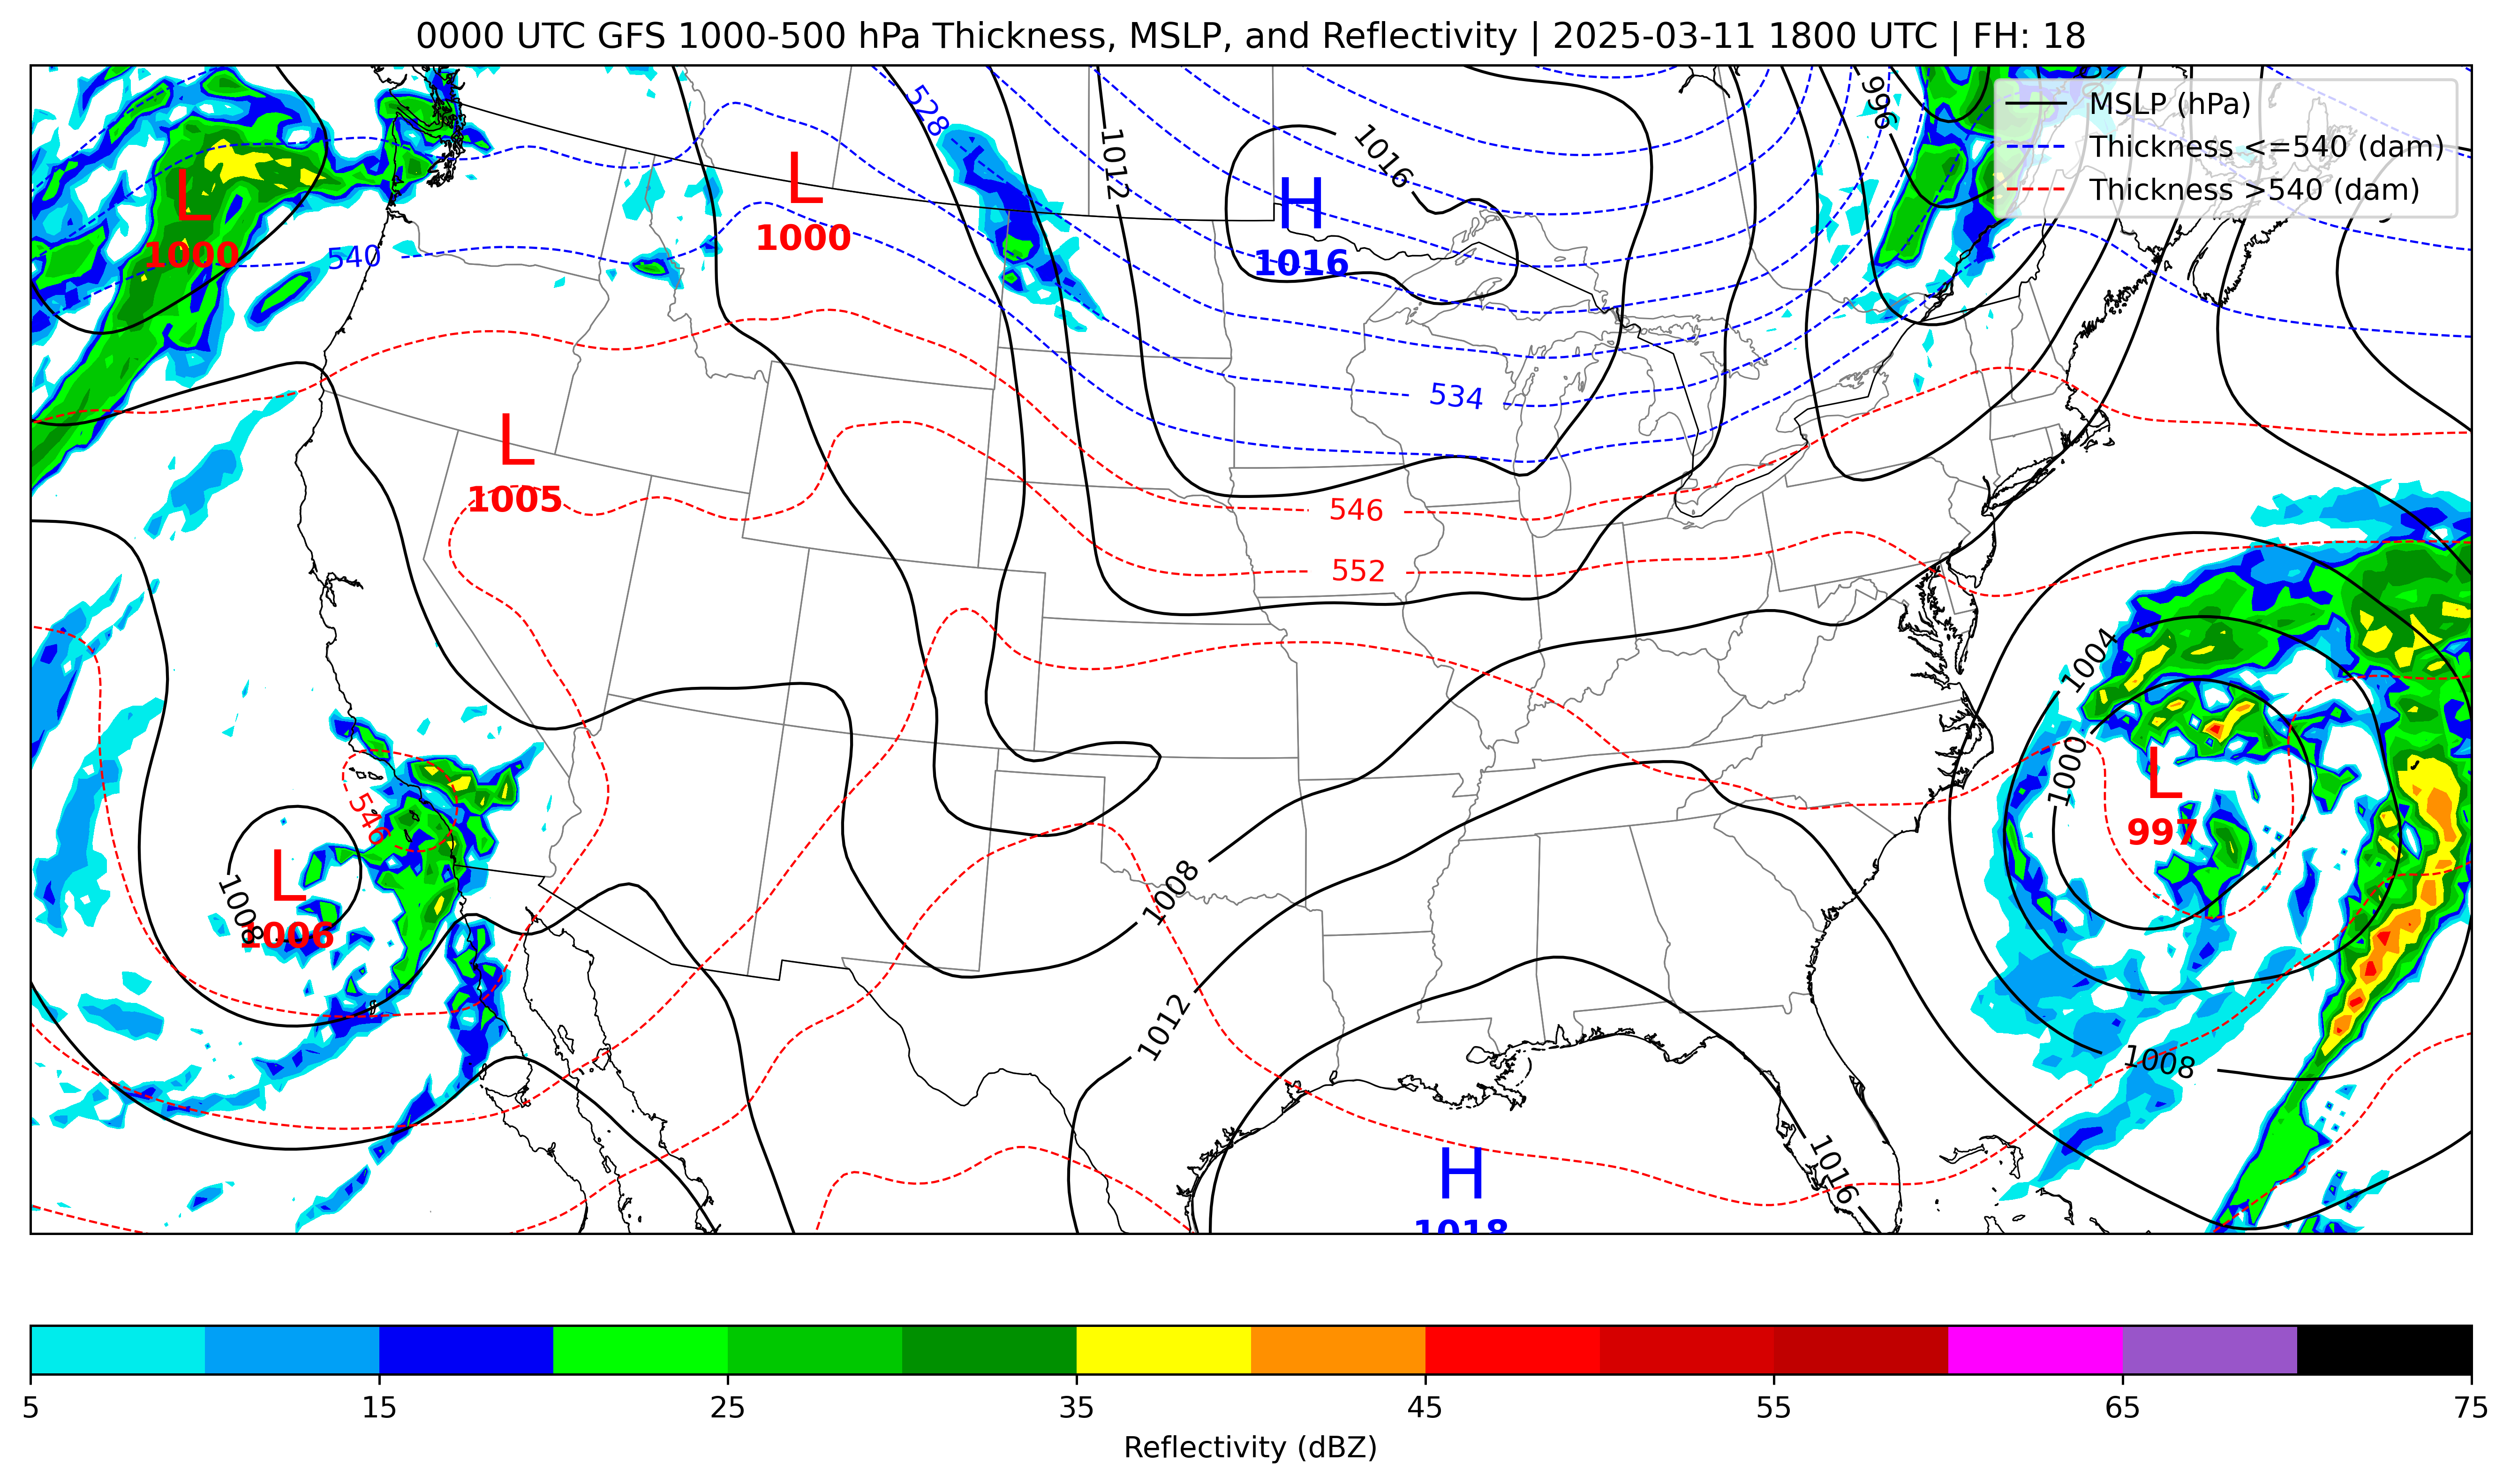 0000 UTC GFS 1000-500 hPa Thickness, MSLP, and Reflectivity | 2025-03-11 1800 UTC | FH: 18
MSLP (hPa)
Thickness <=540 (dam)
Thickness >540 (dam)
528
996
1012
1016
L
1000
L
1000
H
1016
540
534
L
1005
546
552
1004
1000
L
997
546
L
1006
1008
1008
1012
1008
H
1018
1016
5 15 25 35 45 55 65 75
Reflectivity (dBZ)